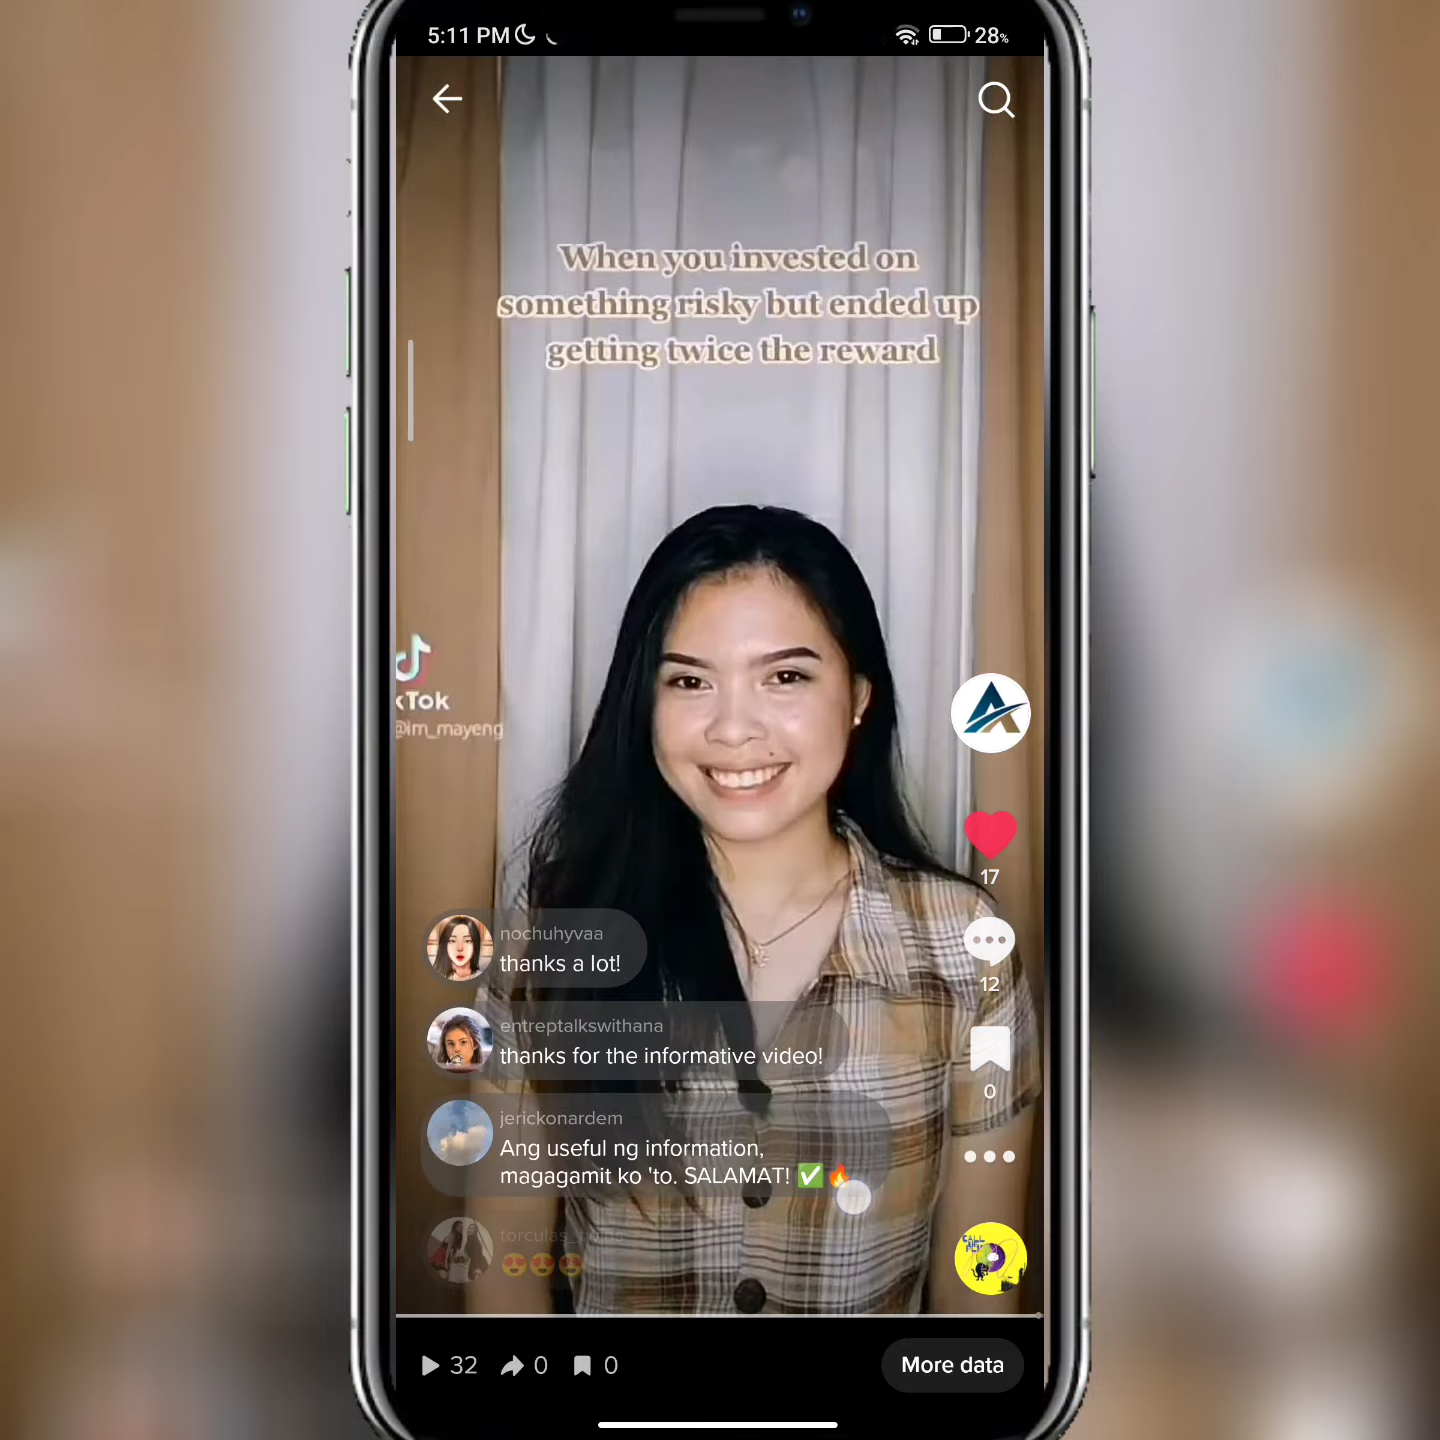 5:11 PM
28%
When you invested on
something risky but ended up
getting twice the reward
kTok
@im_mayeng
17
nochuhyvaa
thanks a lot!
12
entreptalkswithana
thanks for the informative video!
0
jerickonardem
Ang useful ng information,
magagamit ko 'to. SALAMAT! ✅🔥
😍😍😍
CALL
32 0 0
More data